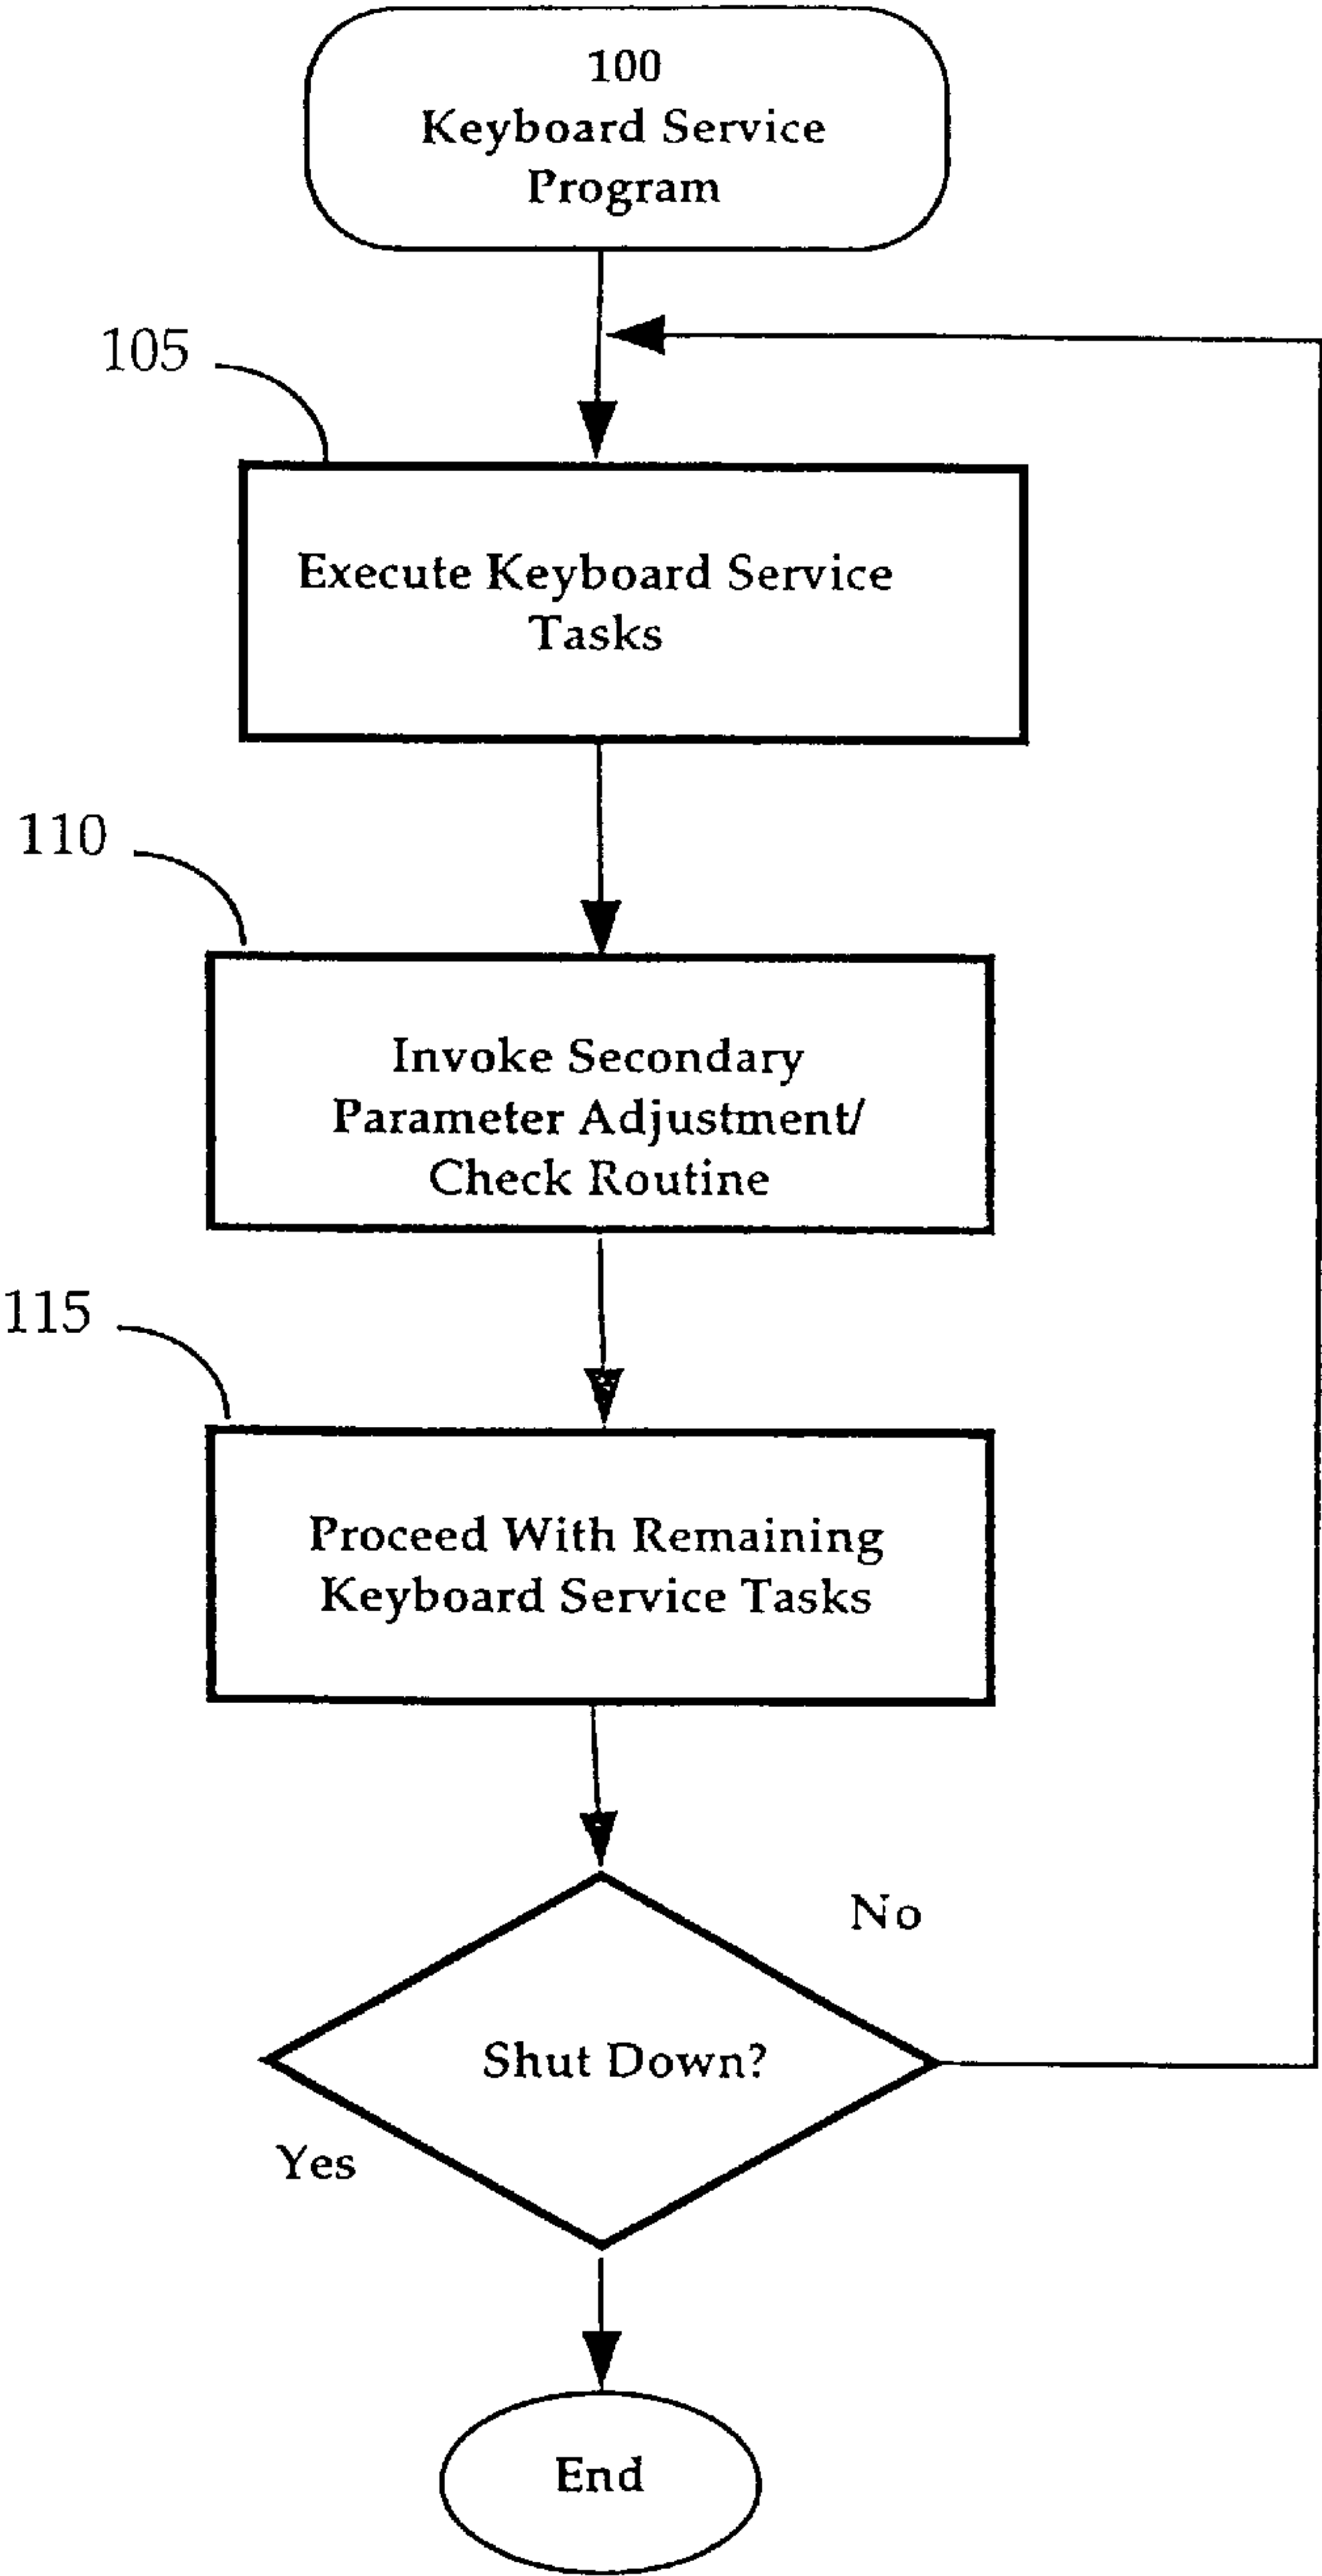 100
Keyboard Service
Program
105
Execute Keyboard Service
Tasks
110
Invoke Secondary
Parameter Adjustment/
Check Routine
115
Proceed With Remaining
Keyboard Service Tasks
No
Shut Down?
Yes
End